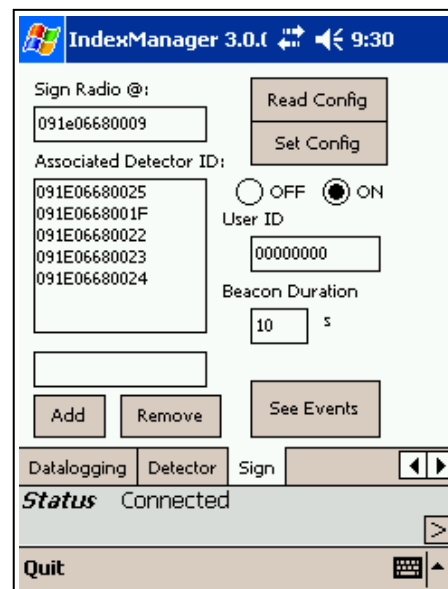 IndexManager 3.0.( 9:30
Sign Radio @:
091e06680009
Read Config
Set Config
Associated Detector ID:
091E06680025
091E0668001F
091E06680022
091E06680023
091E06680024
OFF ON
User ID
00000000
Beacon Duration
10 s
Add Remove See Events
Datalogging Detector Sign
Status Connected
>
Quit